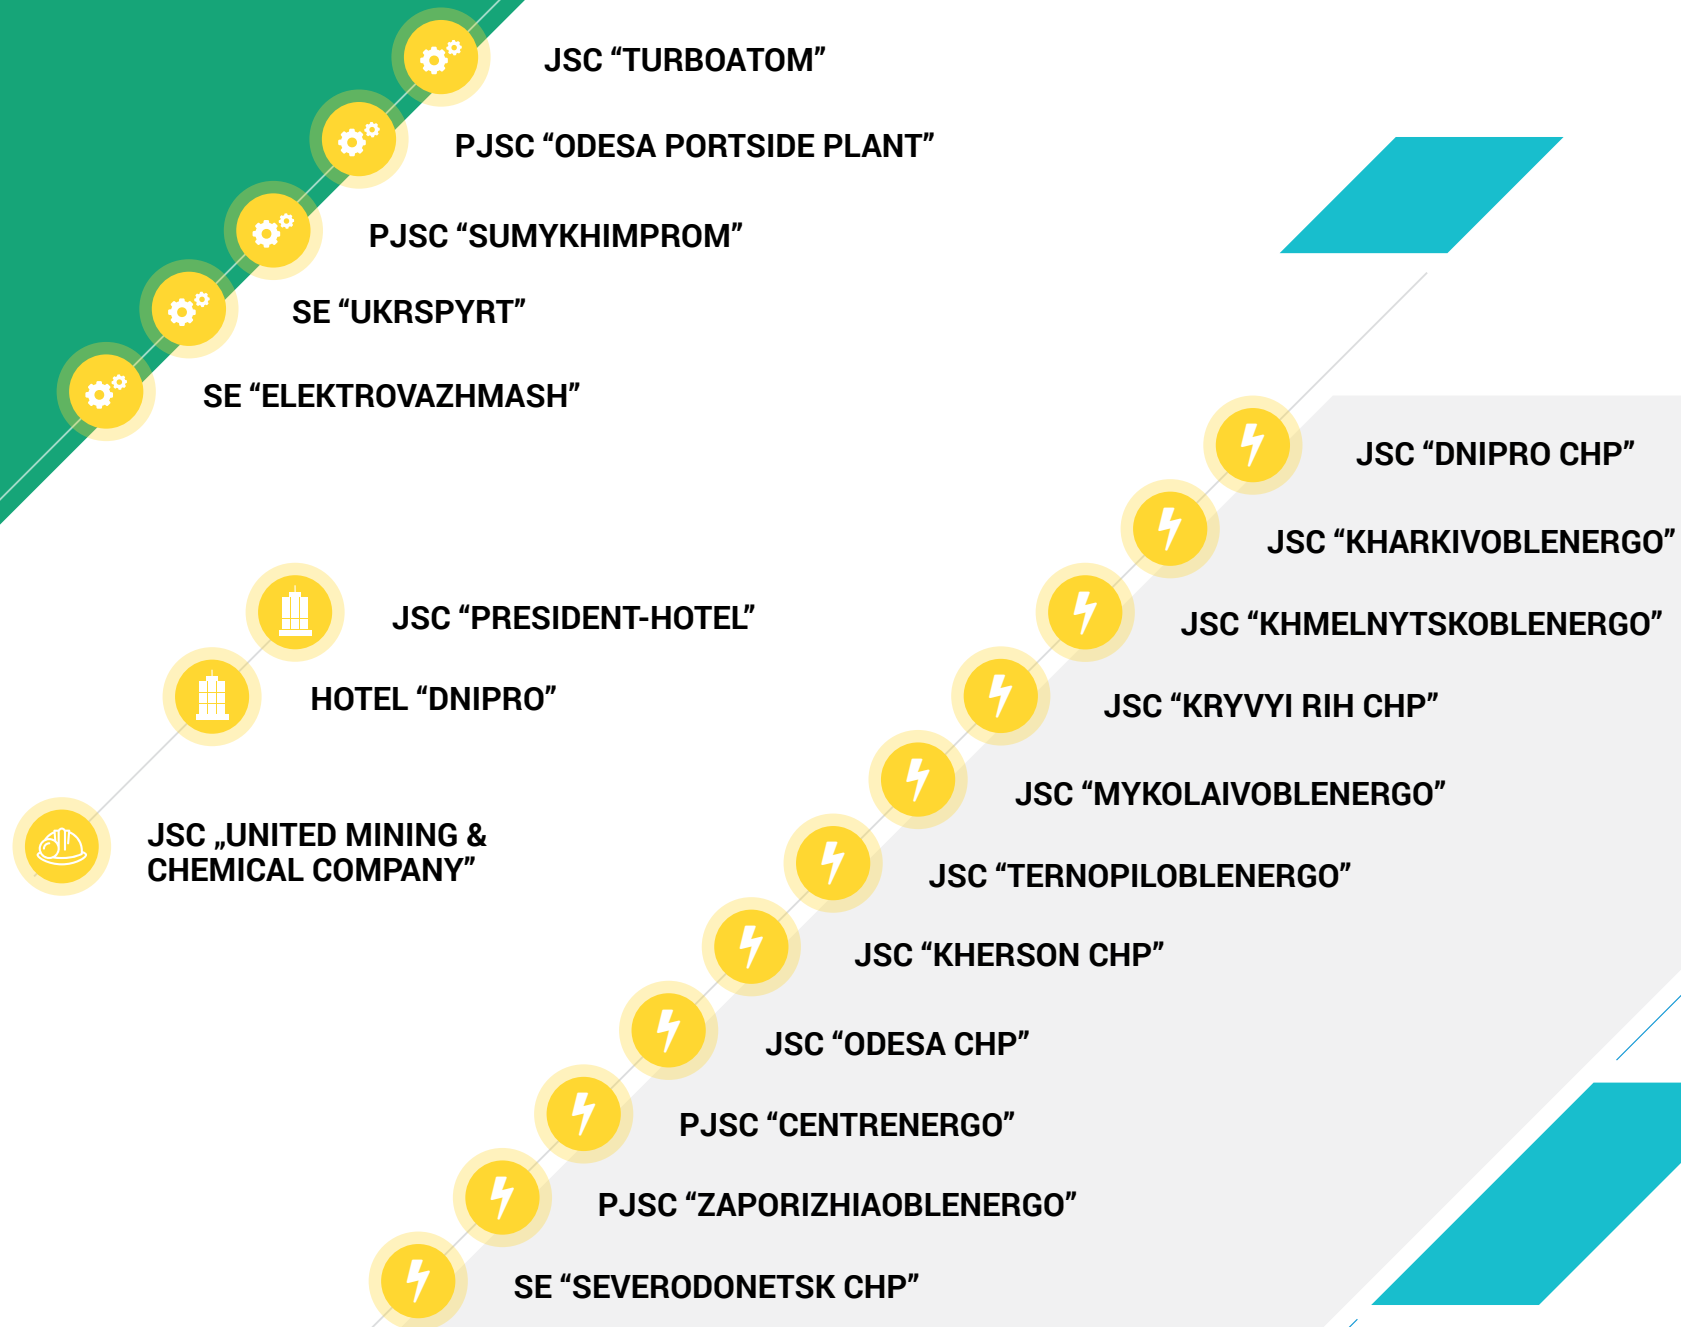 JSC “TURBOATOM”
PJSC “ODESA PORTSIDE PLANT”
PJSC “SUMYKHIMPROM”
SE “UKRSPYRT”
SE “ELEKTROVAZHMASH”
JSC “PRESIDENT-HOTEL”
HOTEL “DNIPRO”
JSC „UNITED MINING &
CHEMICAL COMPANY”
JSC “DNIPRO CHP”
JSC “KHARKIVOBLENERGO”
JSC “KHMELNYTSKOBLENERGO”
JSC “KRYVYI RIH CHP”
JSC “MYKOLAIVOBLENERGO”
JSC “TERNOPILOBLENERGO”
JSC “KHERSON CHP”
JSC “ODESA CHP”
PJSC “CENTRENERGO”
PJSC “ZAPORIZHIAOBLENERGO”
SE “SEVERODONETSK CHP”